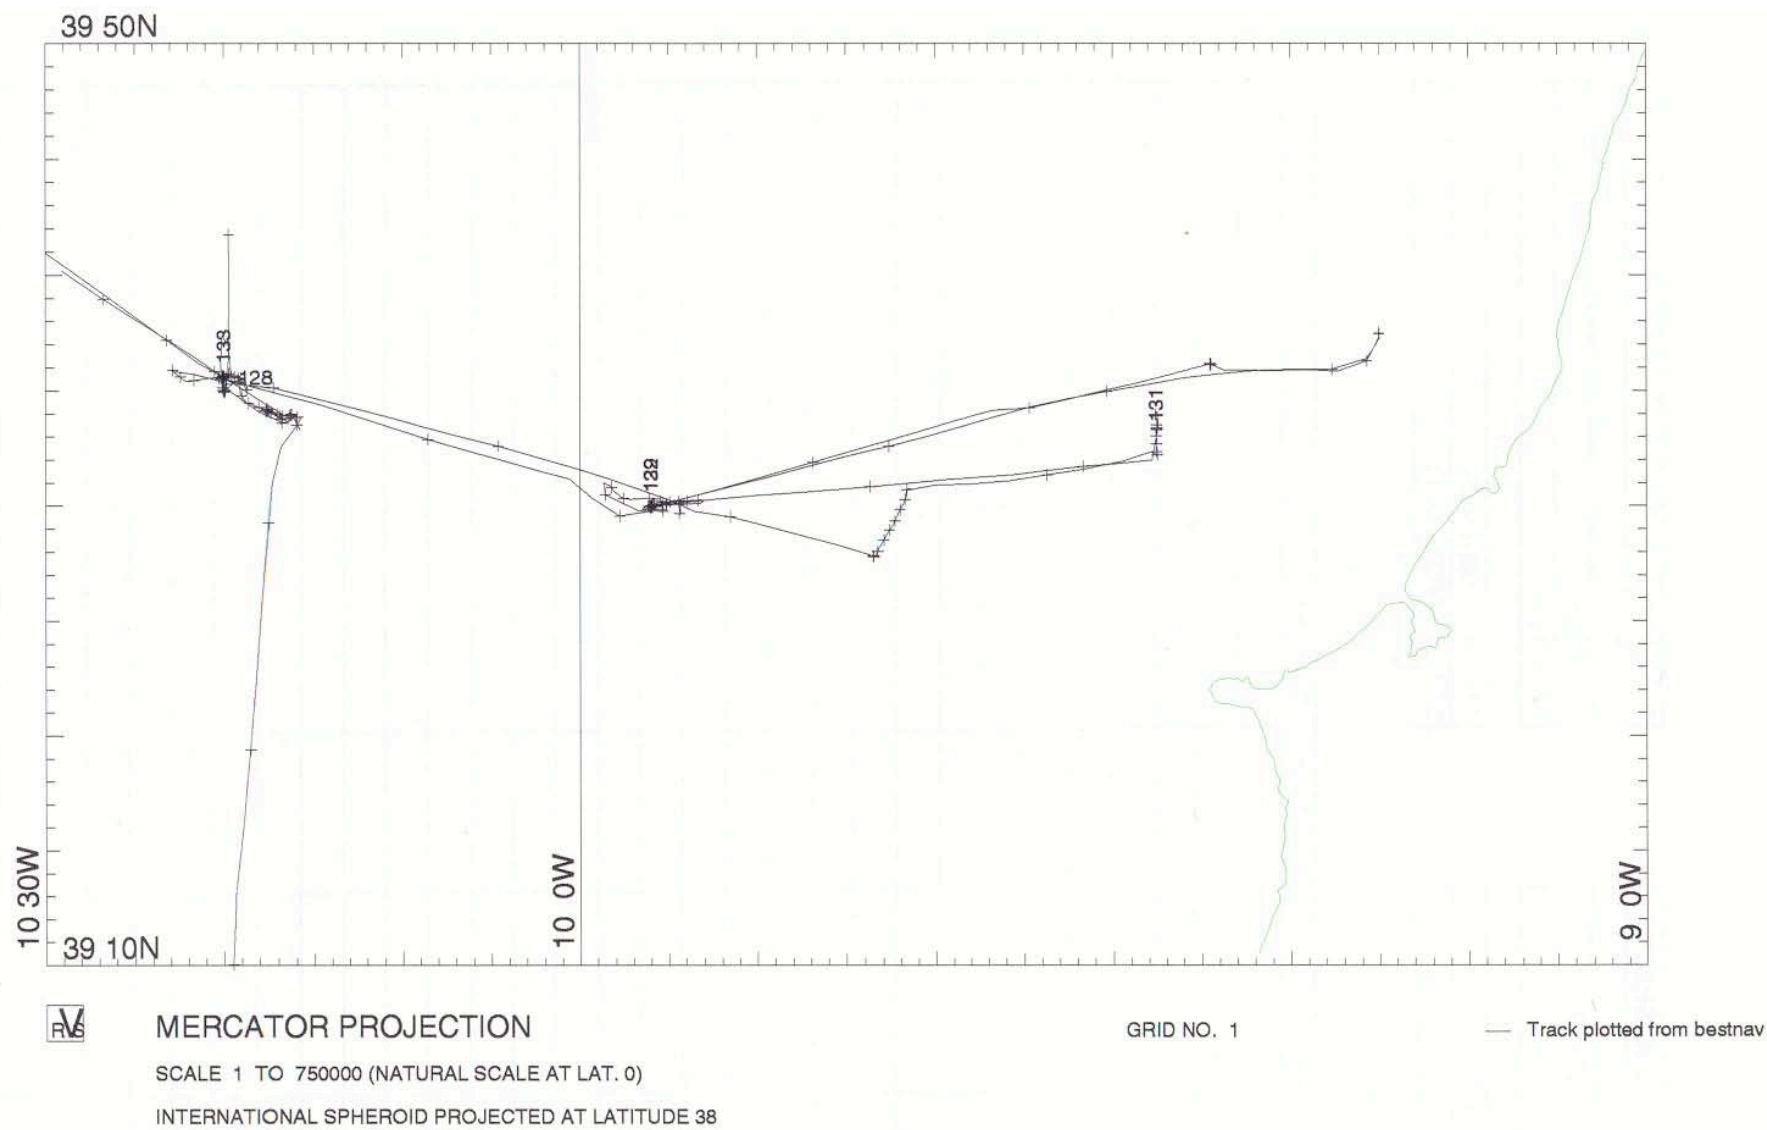 39 50N
133
128
131
10 30W
10 0W
9 0W
39 10N
RVS
MERCATOR PROJECTION
GRID NO. 1
Track plotted from bestnav
SCALE 1 TO 750000 (NATURAL SCALE AT LAT. 0)
INTERNATIONAL SPHEROID PROJECTED AT LATITUDE 38